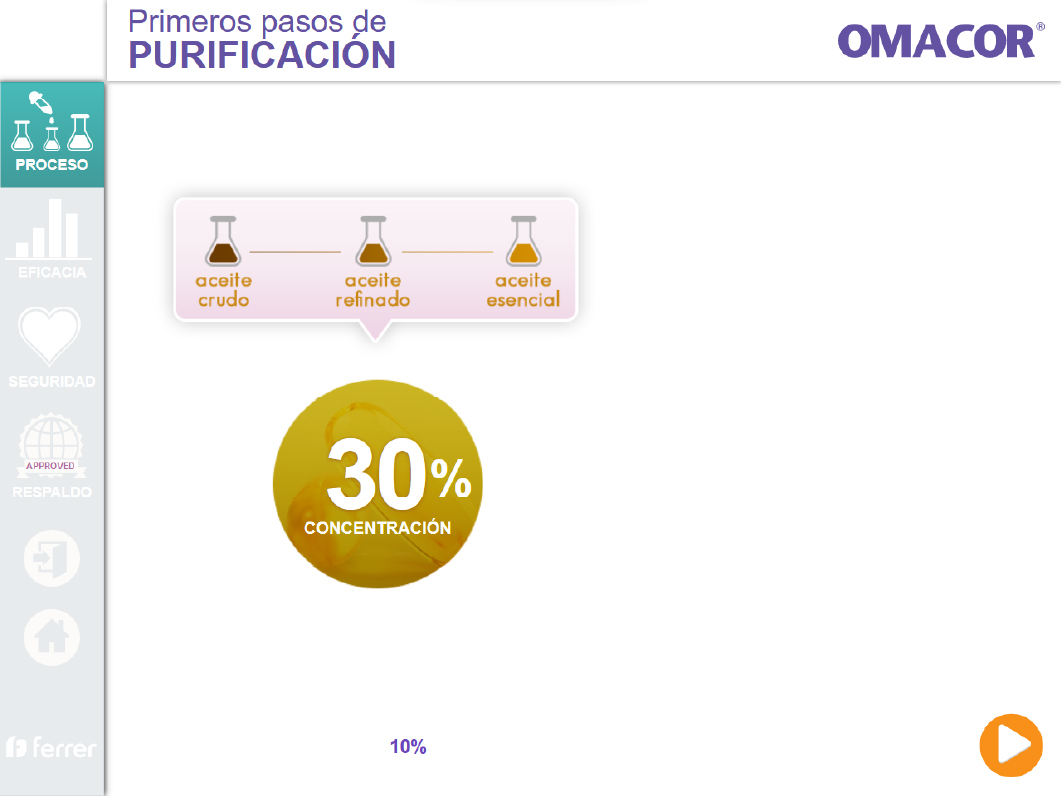 Primeros pasos de
PURIFICACIÓN
OMACOR®
PROCESO
EFICACIA
SEGURIDAD
APPROVED
RESPALDO
ferrer
aceite
crudo
aceite
refinado
aceite
esencial
30%
CONCENTRACIÓN
10%